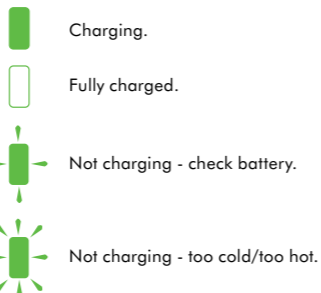 Charging.
Fully charged.
Not charging - check battery.
Not charging - too cold/too hot.